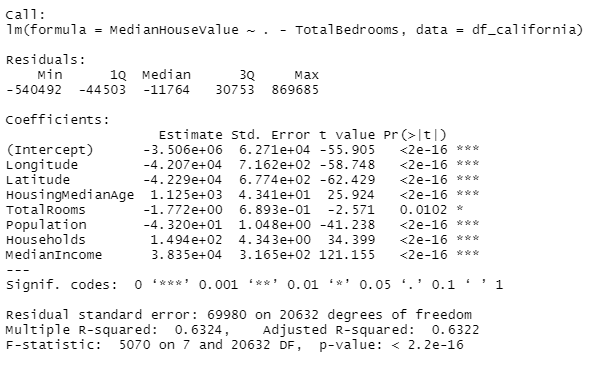 Call:
lm(formula = MedianHouseValue ~ . - TotalBedrooms, data = df_california)

Residuals:
    Min      1Q  Median      3Q     Max
-540492  -44503  -11764   30753  869685

Coefficients:
                   Estimate Std. Error t value Pr(>|t|)
(Intercept)      -3.506e+06  6.271e+04 -55.905   <2e-16 ***
Longitude        -4.207e+04  7.162e+02 -58.748   <2e-16 ***
Latitude         -4.229e+04  6.774e+02 -62.429   <2e-16 ***
HousingMedianAge  1.125e+03  4.341e+01  25.924   <2e-16 ***
TotalRooms       -1.772e+00  6.893e-01  -2.571   0.0102 *
Population       -4.320e+01  1.048e+00 -41.238   <2e-16 ***
Households        1.494e+02  4.343e+00  34.399   <2e-16 ***
MedianIncome      3.835e+04  3.165e+02 121.155   <2e-16 ***
---
Signif. codes:  0 ‘***’ 0.001 ‘**’ 0.01 ‘*’ 0.05 ‘.’ 0.1 ‘ ’ 1

Residual standard error: 69980 on 20632 degrees of freedom
Multiple R-squared:  0.6324,    Adjusted R-squared:  0.6322
F-statistic:  5070 on 7 and 20632 DF,  p-value: < 2.2e-16